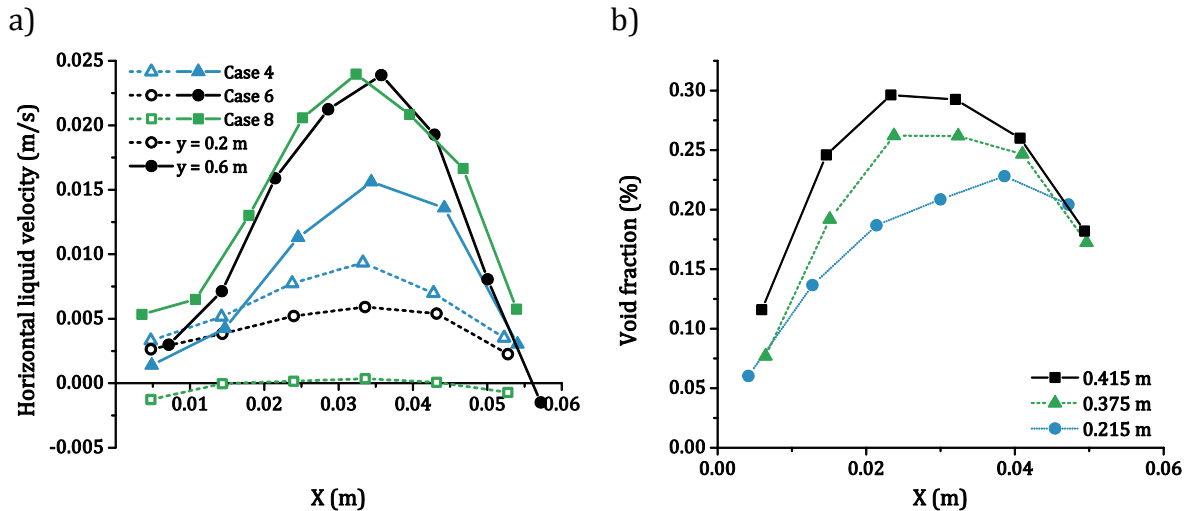 a)
Horizontal liquid velocity (m/s)
0.025
0.020
0.015
0.010
0.005
0.000
-0.005
Case 4
Case 6
Case 8
y = 0.2 m
y = 0.6 m
0.01 0.02 0.03 0.04 0.05 0.06
X (m)
b)
Void fraction (%)
0.30
0.25
0.20
0.15
0.10
0.05
0.00
0.415 m
0.375 m
0.215 m
0.00 0.02 0.04 0.06
X (m)